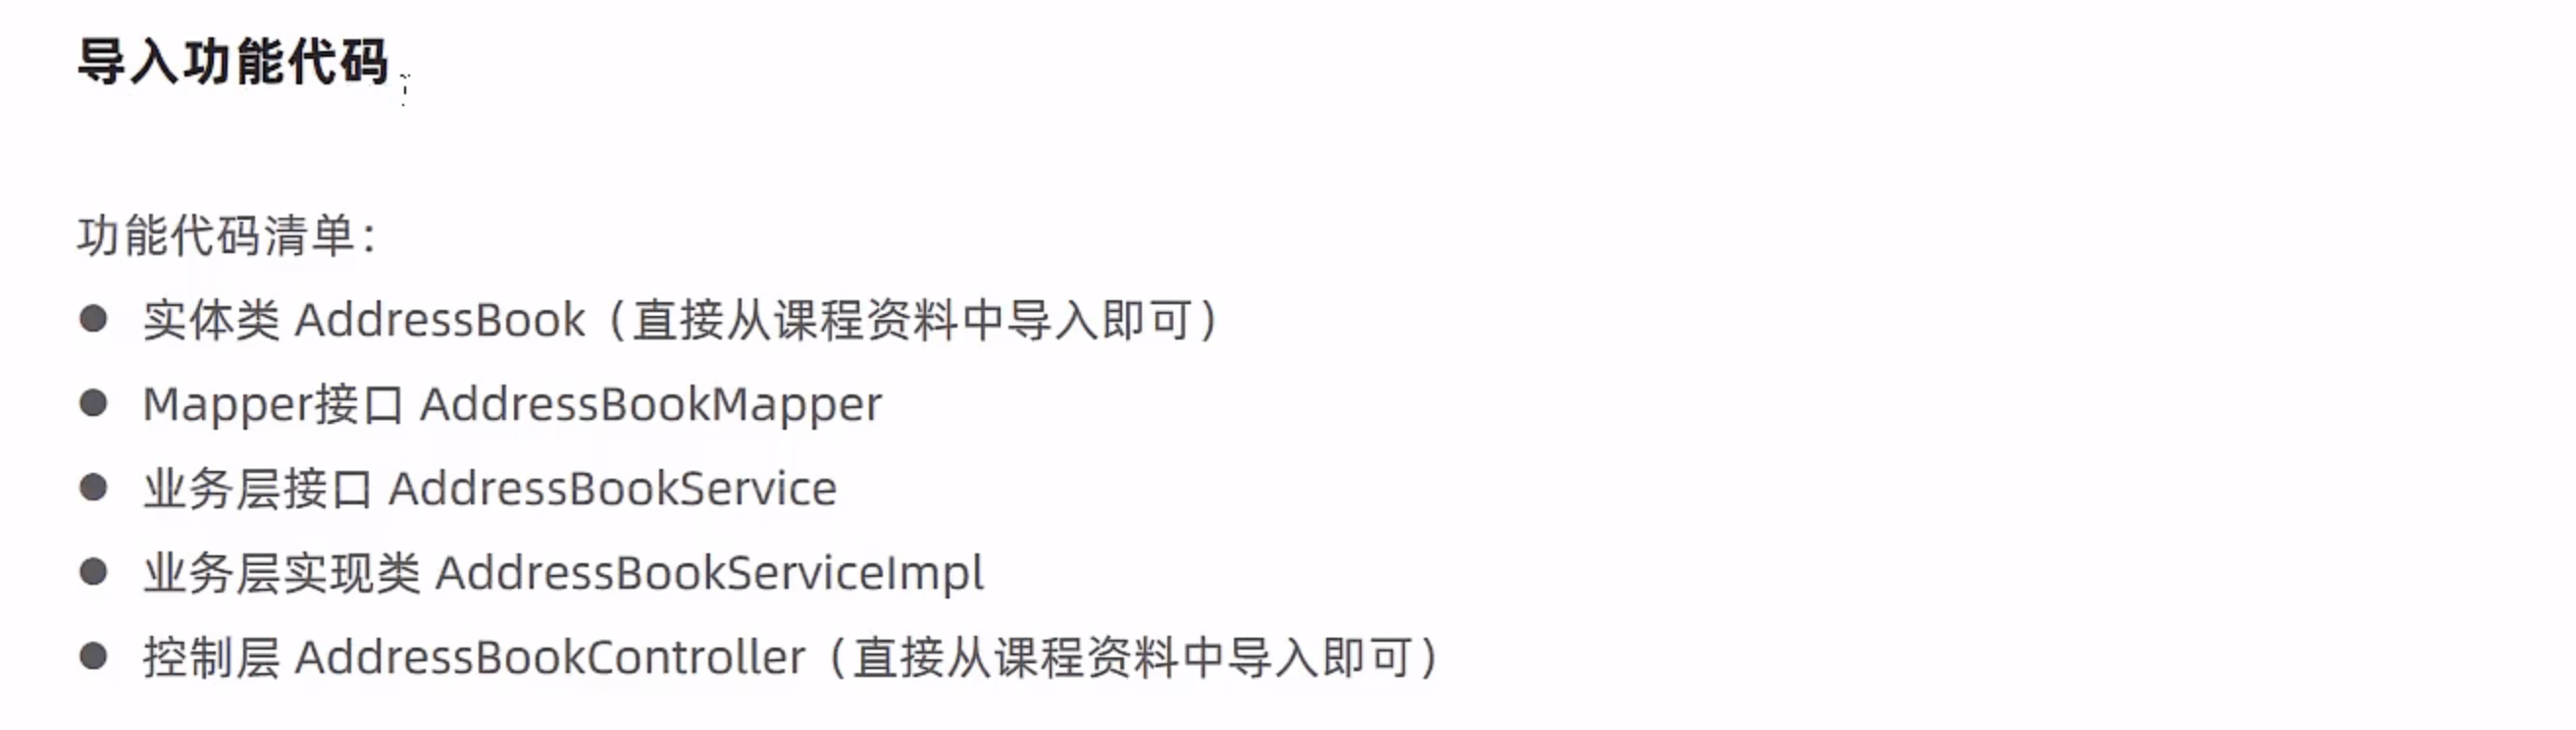 导入功能代码
功能代码清单：
● 实体类 AddressBook（直接从课程资料中导入即可）
● Mapper接口 AddressBookMapper
● 业务层接口 AddressBookService
● 业务层实现类 AddressBookServiceImpl
● 控制层 AddressBookController（直接从课程资料中导入即可）